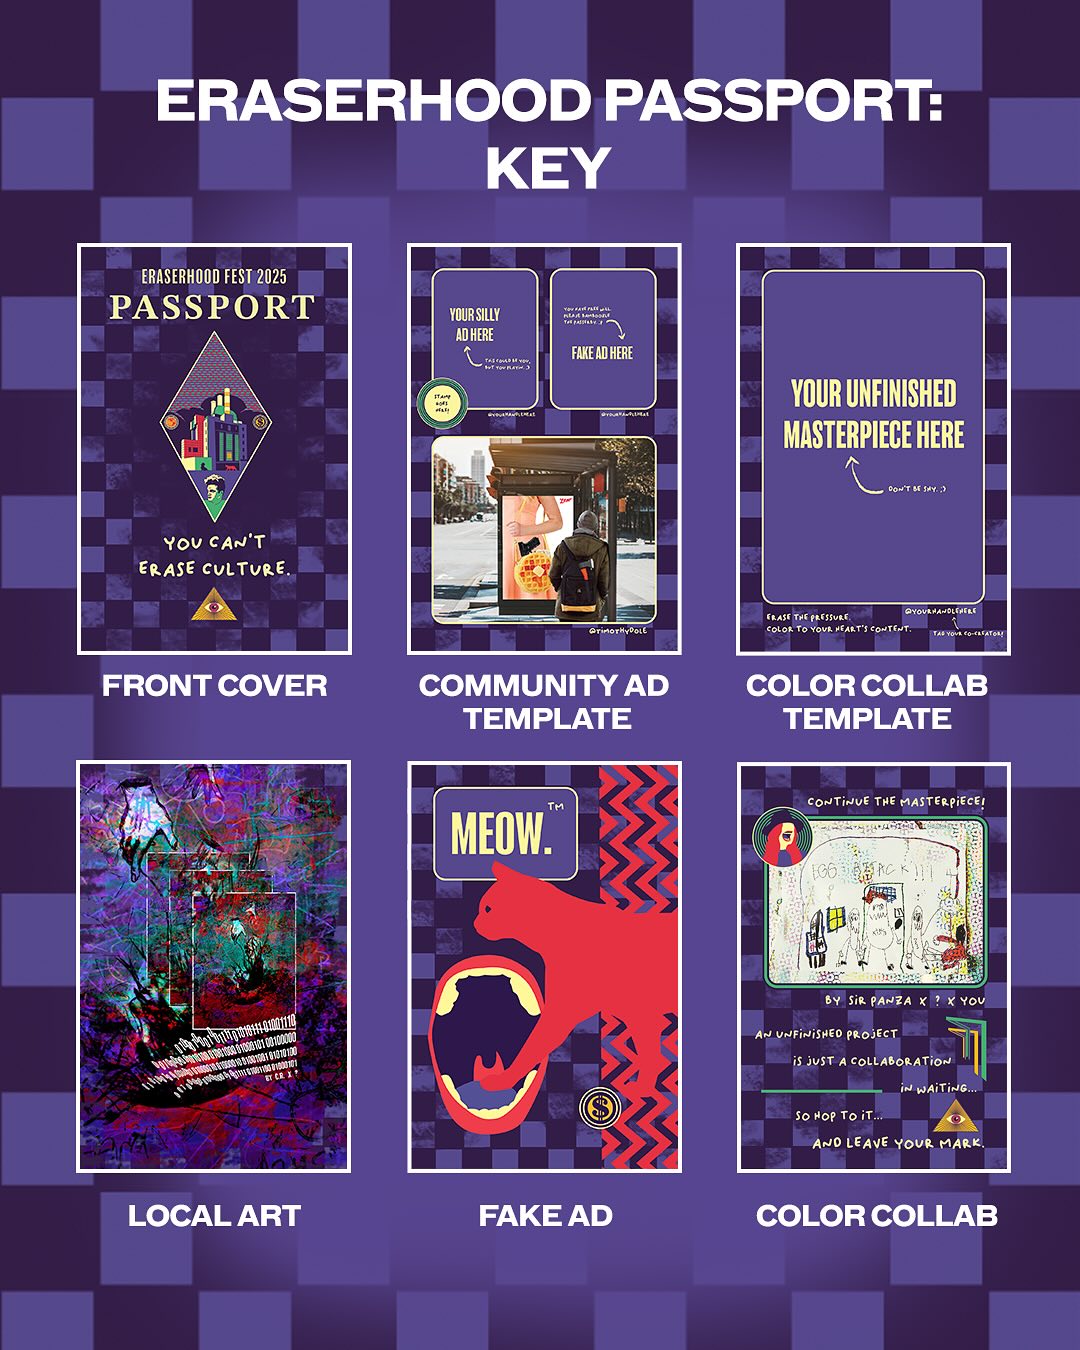 ERASERHOOD PASSPORT:
KEY
ERASERHOOD FEST 2025
PASSPORT
YOU CAN'T
ERASE CULTURE.
FRONT COVER
YOUR SILLY
AD HERE
THIS COULD BE YOU,
BUT YOU PLAYIN. ;)
YOU HAVE FREE WILL.
PLEASE BAMBOOZLE
THE PASSERBY. ;)
FAKE AD HERE
STAMP
GOES
HERE!
@YOURHANDLEHERE
@YOURHANDLEHERE
@TIMOTHYDOLE
COMMUNITY AD
TEMPLATE
YOUR UNFINISHED
MASTERPIECE HERE
DON'T BE SHY. ;)
@YOURHANDLEHERE
ERASE THE PRESSURE.
COLOR TO YOUR HEART'S CONTENT.
TAG YOUR CO-CREATOR!
COLOR COLLAB
TEMPLATE
BY C.R. X ?
LOCAL ART
MEOW.™
FAKE AD
CONTINUE THE MASTERPIECE!
BY SIR PANZA X ? X YOU
AN UNFINISHED PROJECT
IS JUST A COLLABORATION
IN WAITING...
SO HOP TO IT...
AND LEAVE YOUR MARK.
COLOR COLLAB